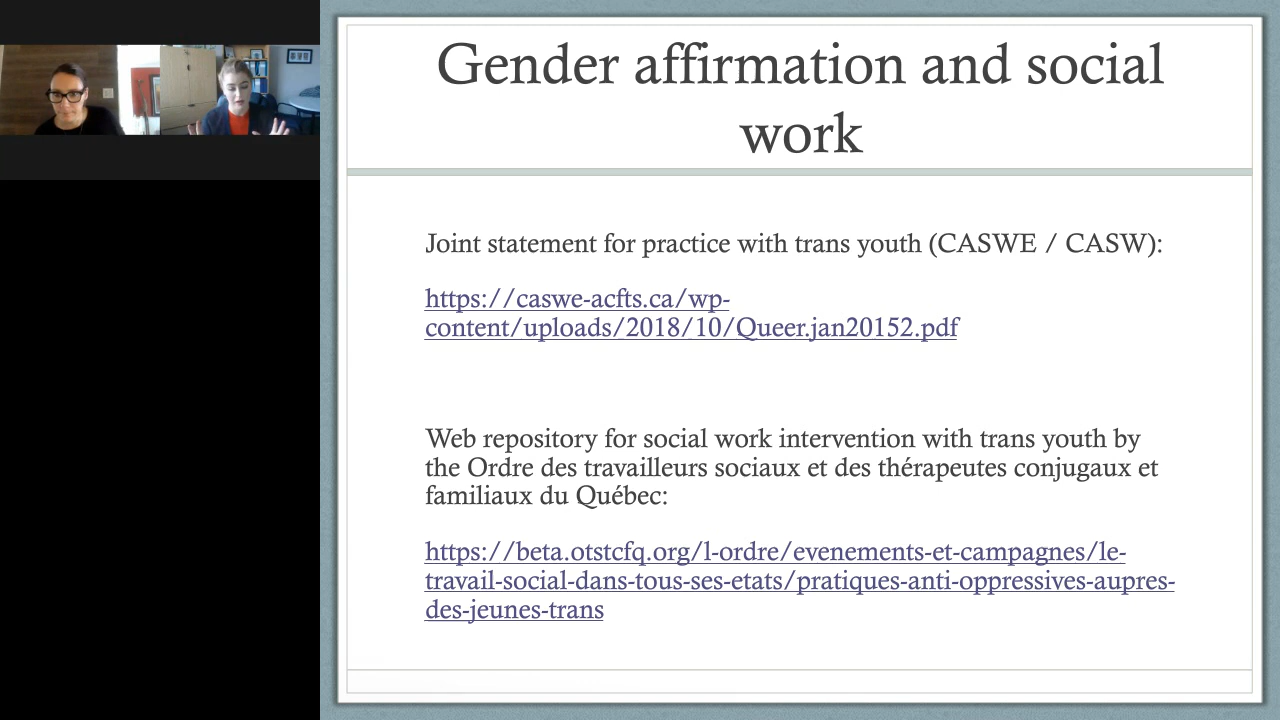 Gender affirmation and social
work
Joint statement for practice with trans youth (CASWE / CASW):
https://caswe-acfts.ca/wp-
content/uploads/2018/10/Queer.jan20152.pdf
Web repository for social work intervention with trans youth by
the Ordre des travailleurs sociaux et des thérapeutes conjugaux et
familiaux du Québec:
https://beta.otstcfq.org/l-ordre/evenements-et-campagnes/le-
travail-social-dans-tous-ses-etats/pratiques-anti-oppressives-aupres-
des-jeunes-trans